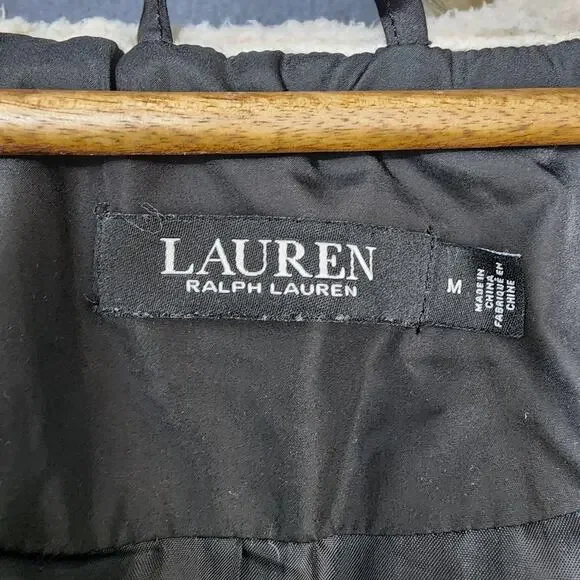 LAUREN
RALPH LAUREN
M
MADE IN
CHINA
FABRIQUÉ EN
CHINE